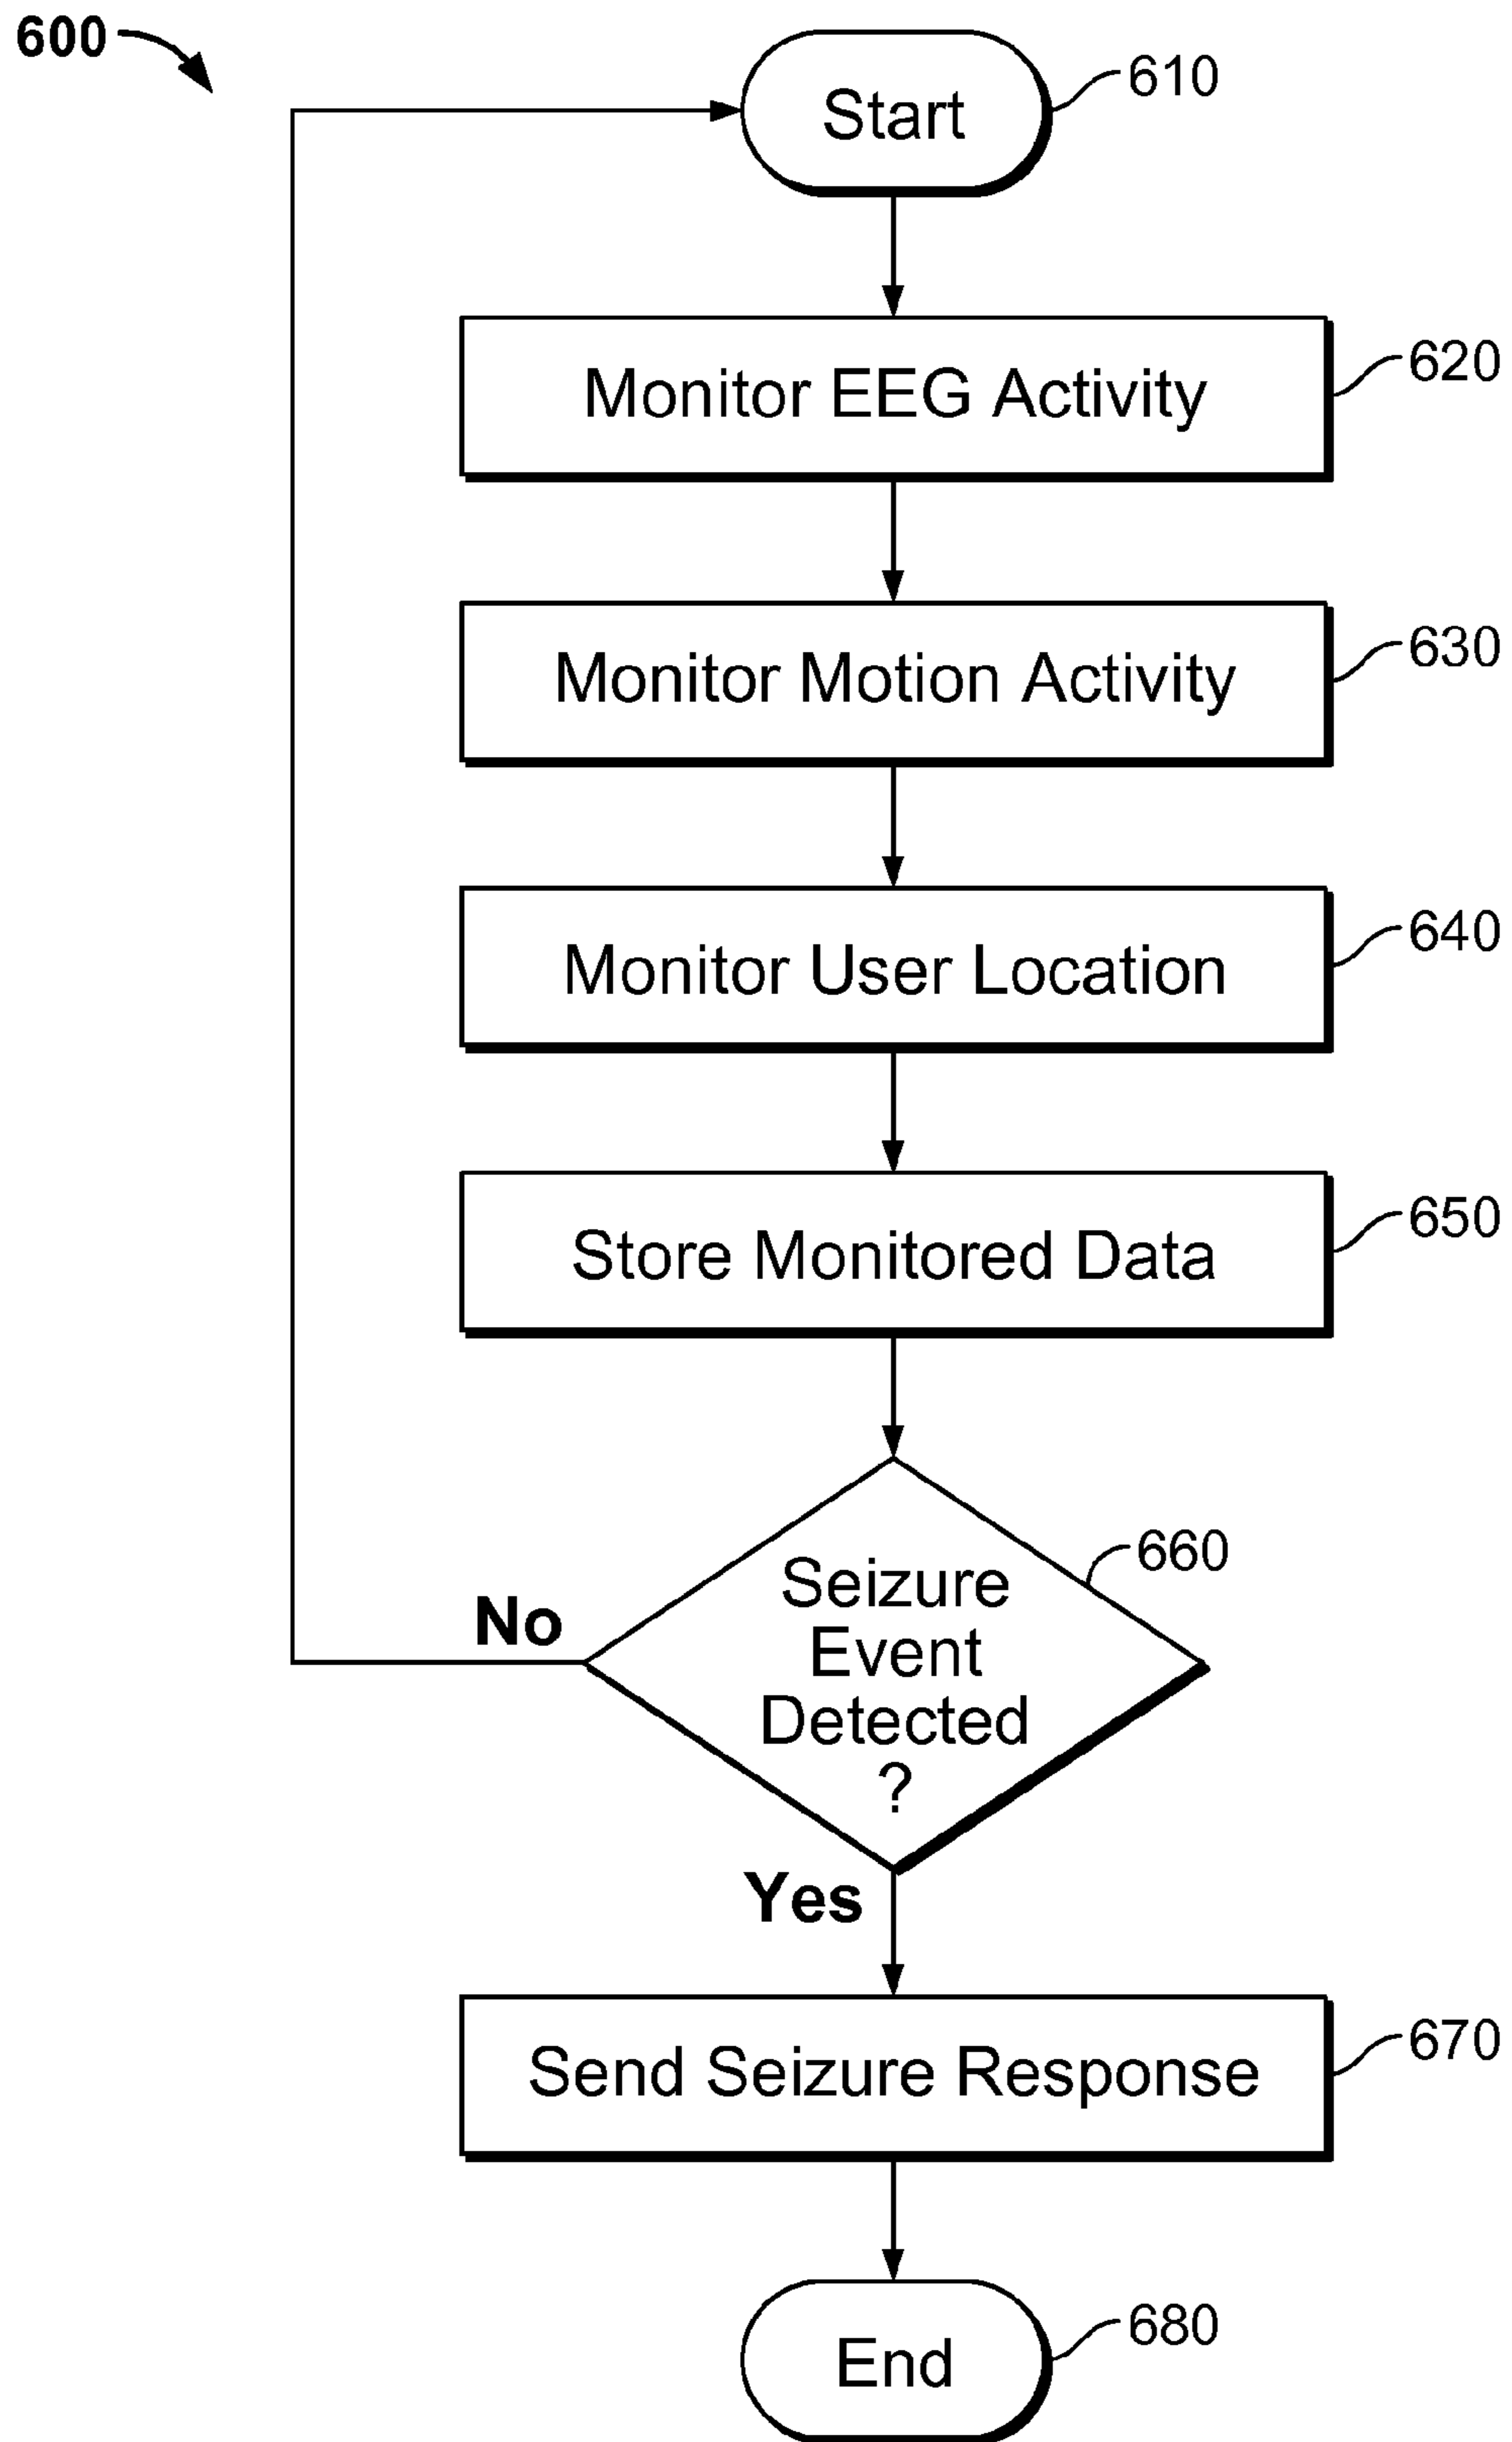 600
Start
610
Monitor EEG Activity
620
Monitor Motion Activity
630
Monitor User Location
640
Store Monitored Data
650
Seizure
Event
Detected
?
660
No
Yes
Send Seizure Response
670
End
680